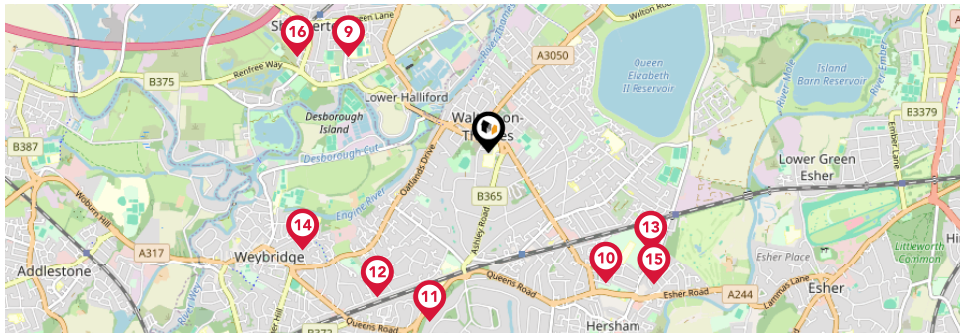 Green Lane
16
9
Renfree Way
B375
Lower Halliford
Desborough
Island
Desborough Cut
River Thames
A3050
Queen
Elizabeth
II Reservoir
River Mole
Island
Barn Reservoir
River Ember
E3379
Ember Lane
B387
Woburn Hill
A317
Addlestone
Engine River
Oatlands Drive
B365
Ashley Road
Lower Green
Esher
14
Weybridge
12
11
Queens Road
Queens Road
13
10
15
Esher Road
A244
Hersham
Esher Place
Lammas Lane
Esher
Littleworth
Common